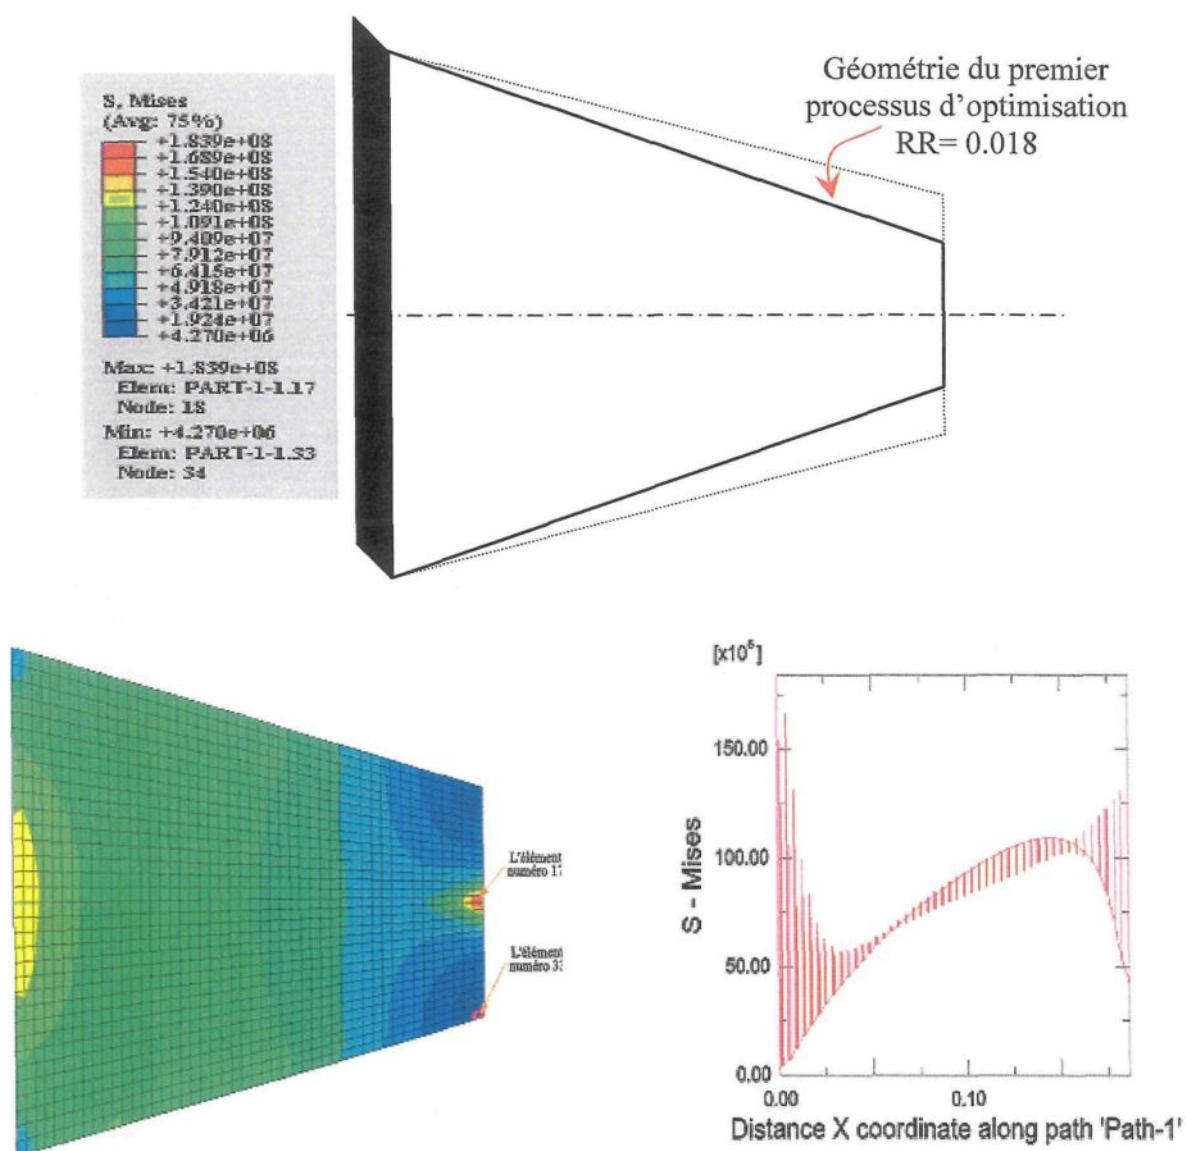 S, Mises
(Avg: 75%)
+1.839e+08
+1.689e+08
+1.540e+08
+1.390e+08
+1.240e+08
+1.091e+08
+9.409e+07
+7.912e+07
+6.415e+07
+4.918e+07
+3.421e+07
+1.924e+07
+4.270e+06
Max: +1.839e+08
Elem: PART-1-1.17
Node: 18
Min: +4.270e+06
Elem: PART-1-1.33
Node: 34
Géométrie du premier
processus d'optimisation
RR= 0.018
L'élément
numéro 17
L'élément
numéro 3
[x10⁶]
150.00
100.00
50.00
0.00
0.00
0.10
S - Mises
Distance X coordinate along path 'Path-1'